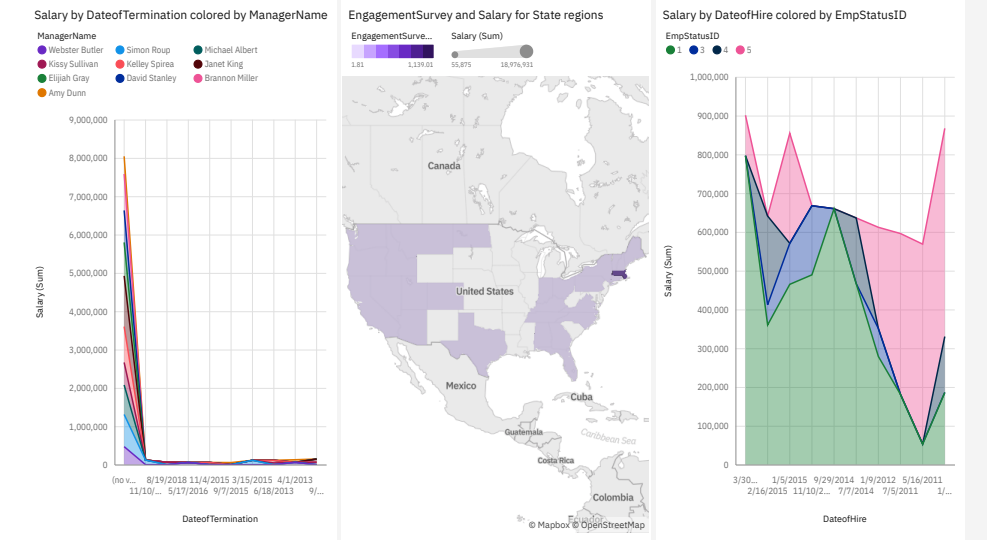 Salary by DateofTermination colored by ManagerName
ManagerName
Webster Butler
Simon Roup
Michael Albert
Kissy Sullivan
Kelley Spirea
Janet King
Elijiah Gray
David Stanley
Brannon Miller
Amy Dunn
Salary (Sum)
9,000,000
8,000,000
7,000,000
6,000,000
5,000,000
4,000,000
3,000,000
2,000,000
1,000,000
0
(no v... 8/19/2018 11/4/2015 3/15/2015 4/1/2013
11/10/... 5/17/2016 9/7/2015 6/18/2013 9/...
DateofTermination
EngagementSurvey and Salary for State regions
EngagementSurve...
Salary (Sum)
1.81
1,139.01
55,875
18,976,931
Canada
United States
Mexico
Cuba
Guatemala
Caribbean Sea
Costa Rica
Colombia
Ecuador
© Mapbox © OpenStreetMap
Salary by DateofHire colored by EmpStatusID
EmpStatusID
1
3
4
5
Salary (Sum)
1,000,000
900,000
800,000
700,000
600,000
500,000
400,000
300,000
200,000
100,000
0
3/30... 1/5/2015 9/29/2014 1/9/2012 5/16/2011
2/16/2015 11/10/2... 7/7/2014 7/5/2011 1/...
DateofHire